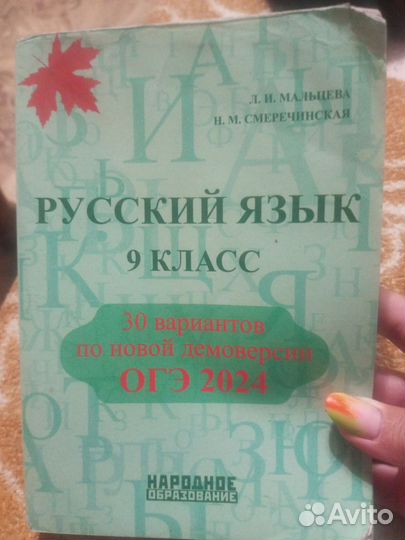 Л. И. МАЛЬЦЕВА
Н. М. СМЕРЕЧИНСКАЯ
РУССКИЙ ЯЗЫК
9 КЛАСС
30 вариантов
по новой демоверсии
ОГЭ 2024
НАРОДНОЕ
ОБРАЗОВАНИЕ
Avito